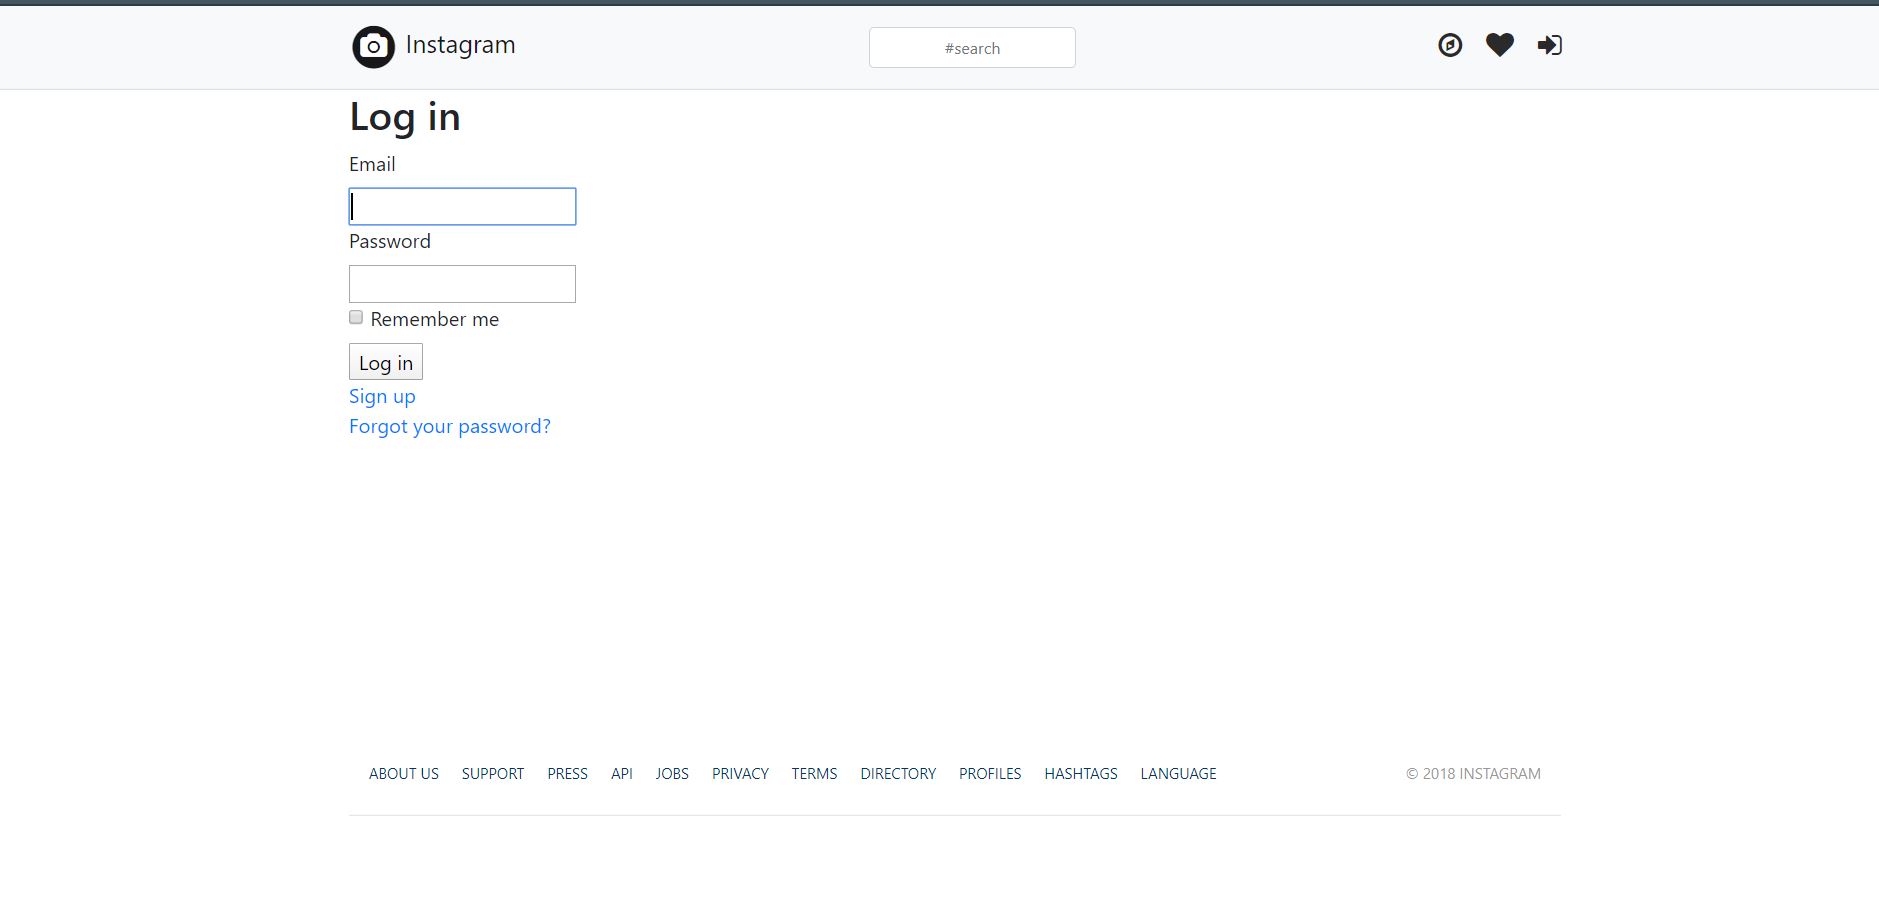 Instagram
#search
Log in
Email
Password
Remember me
Log in
Sign up
Forgot your password?
ABOUT US SUPPORT PRESS API JOBS PRIVACY TERMS DIRECTORY PROFILES HASHTAGS LANGUAGE © 2018 INSTAGRAM